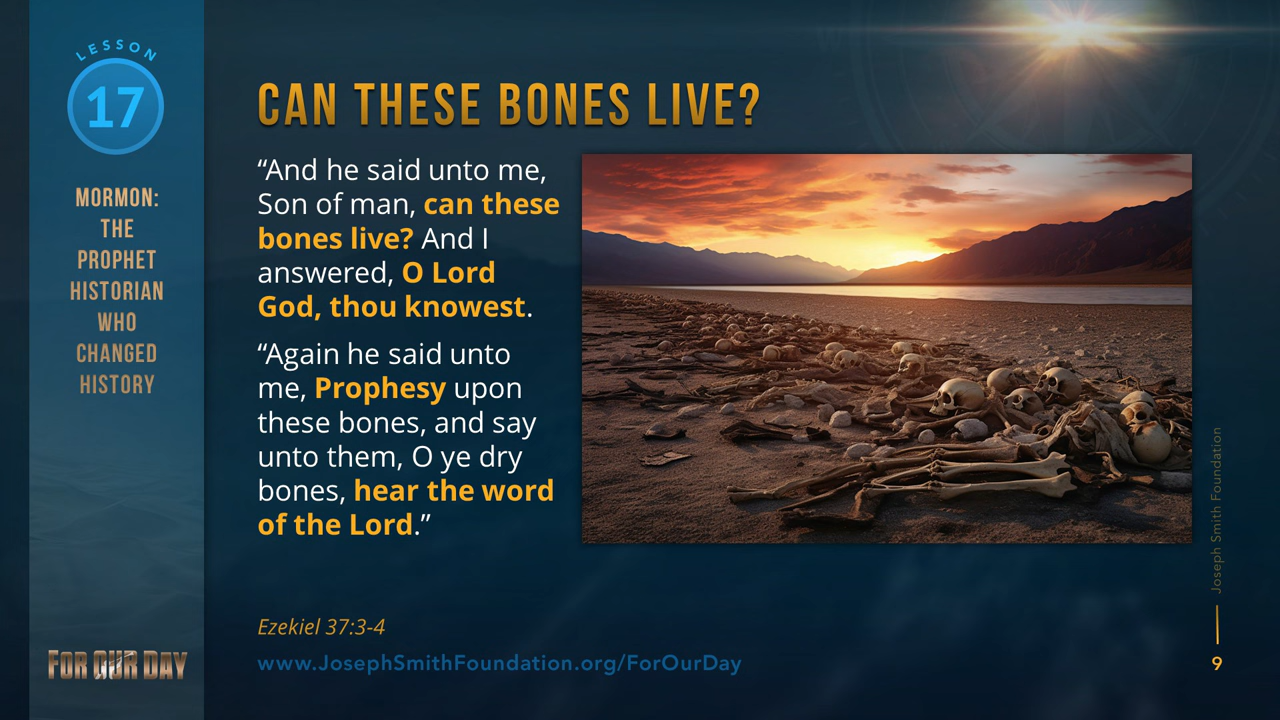 LESSON
17
MORMON:
THE
PROPHET
HISTORIAN
WHO
CHANGED
HISTORY
FOR OUR DAY
CAN THESE BONES LIVE?
“And he said unto me,
Son of man, can these
bones live? And I
answered, O Lord
God, thou knowest.
“Again he said unto
me, Prophesy upon
these bones, and say
unto them, O ye dry
bones, hear the word
of the Lord.”
Ezekiel 37:3-4
www.JosephSmithFoundation.org/ForOurDay
Joseph Smith Foundation
9